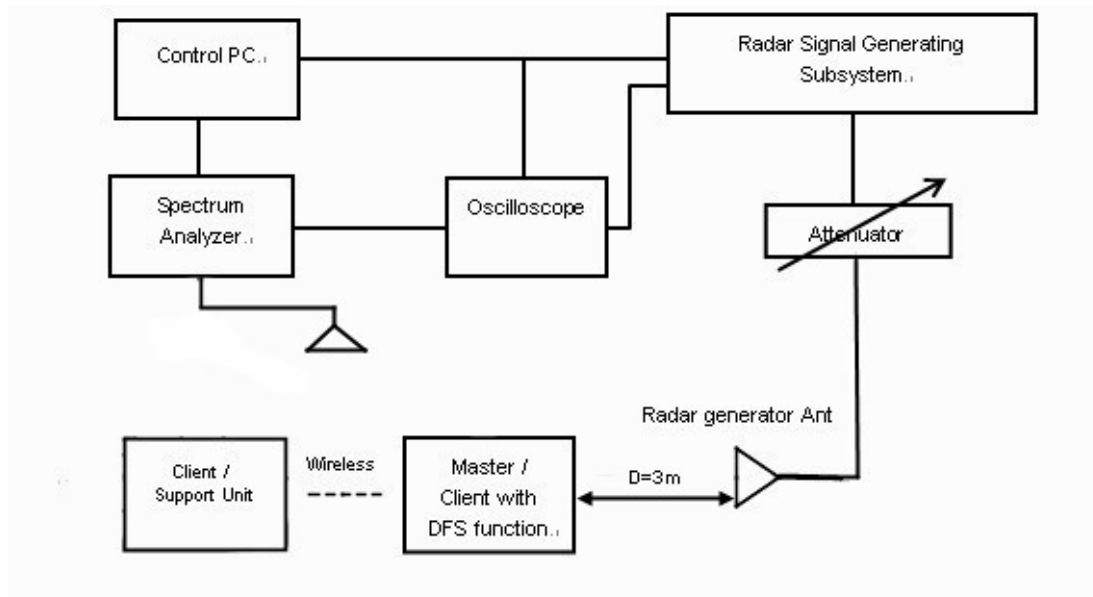 Control PC
Radar Signal Generating
Subsystem
Spectrum
Analyzer
Oscilloscope
Attenuator
Radar generator Ant
Client /
Support Unit
Wireless
Master /
Client with
DFS function
D=3m